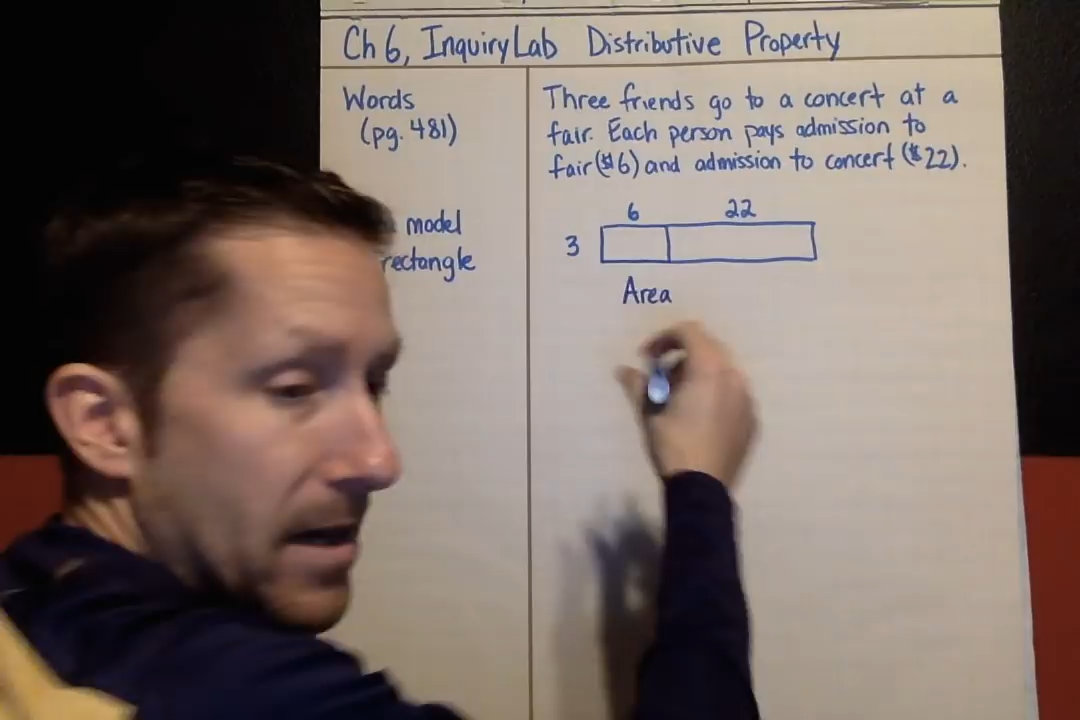 Ch 6, Inquiry Lab Distributive Property
Words
(pg. 481)
model
rectangle
Three friends go to a concert at a
fair. Each person pays admission to
fair ($6) and admission to concert ($22).
6 22
3
Area